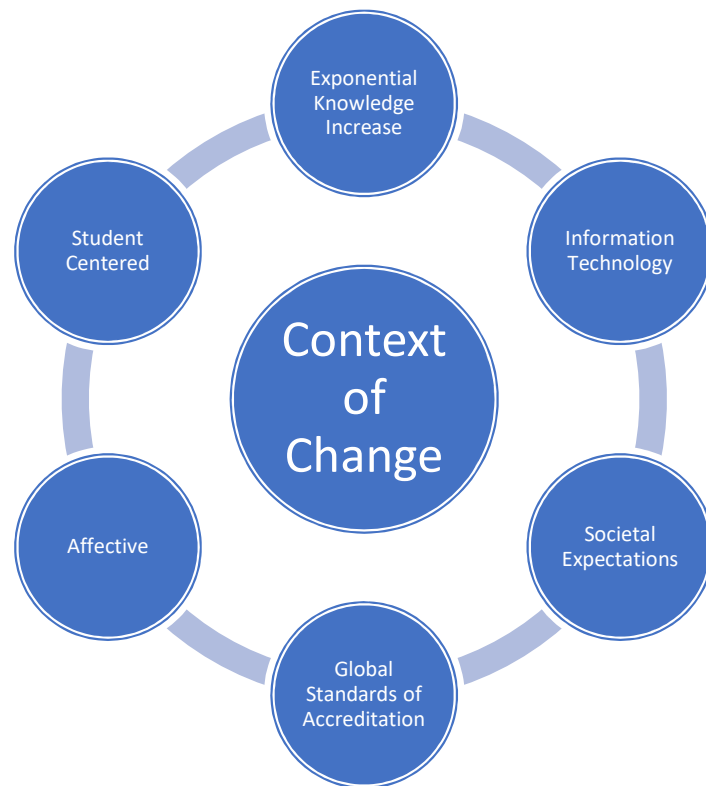 Exponential
Knowledge
Increase
Information
Technology
Societal
Expectations
Global
Standards of
Accreditation
Affective
Student
Centered
Context
of
Change